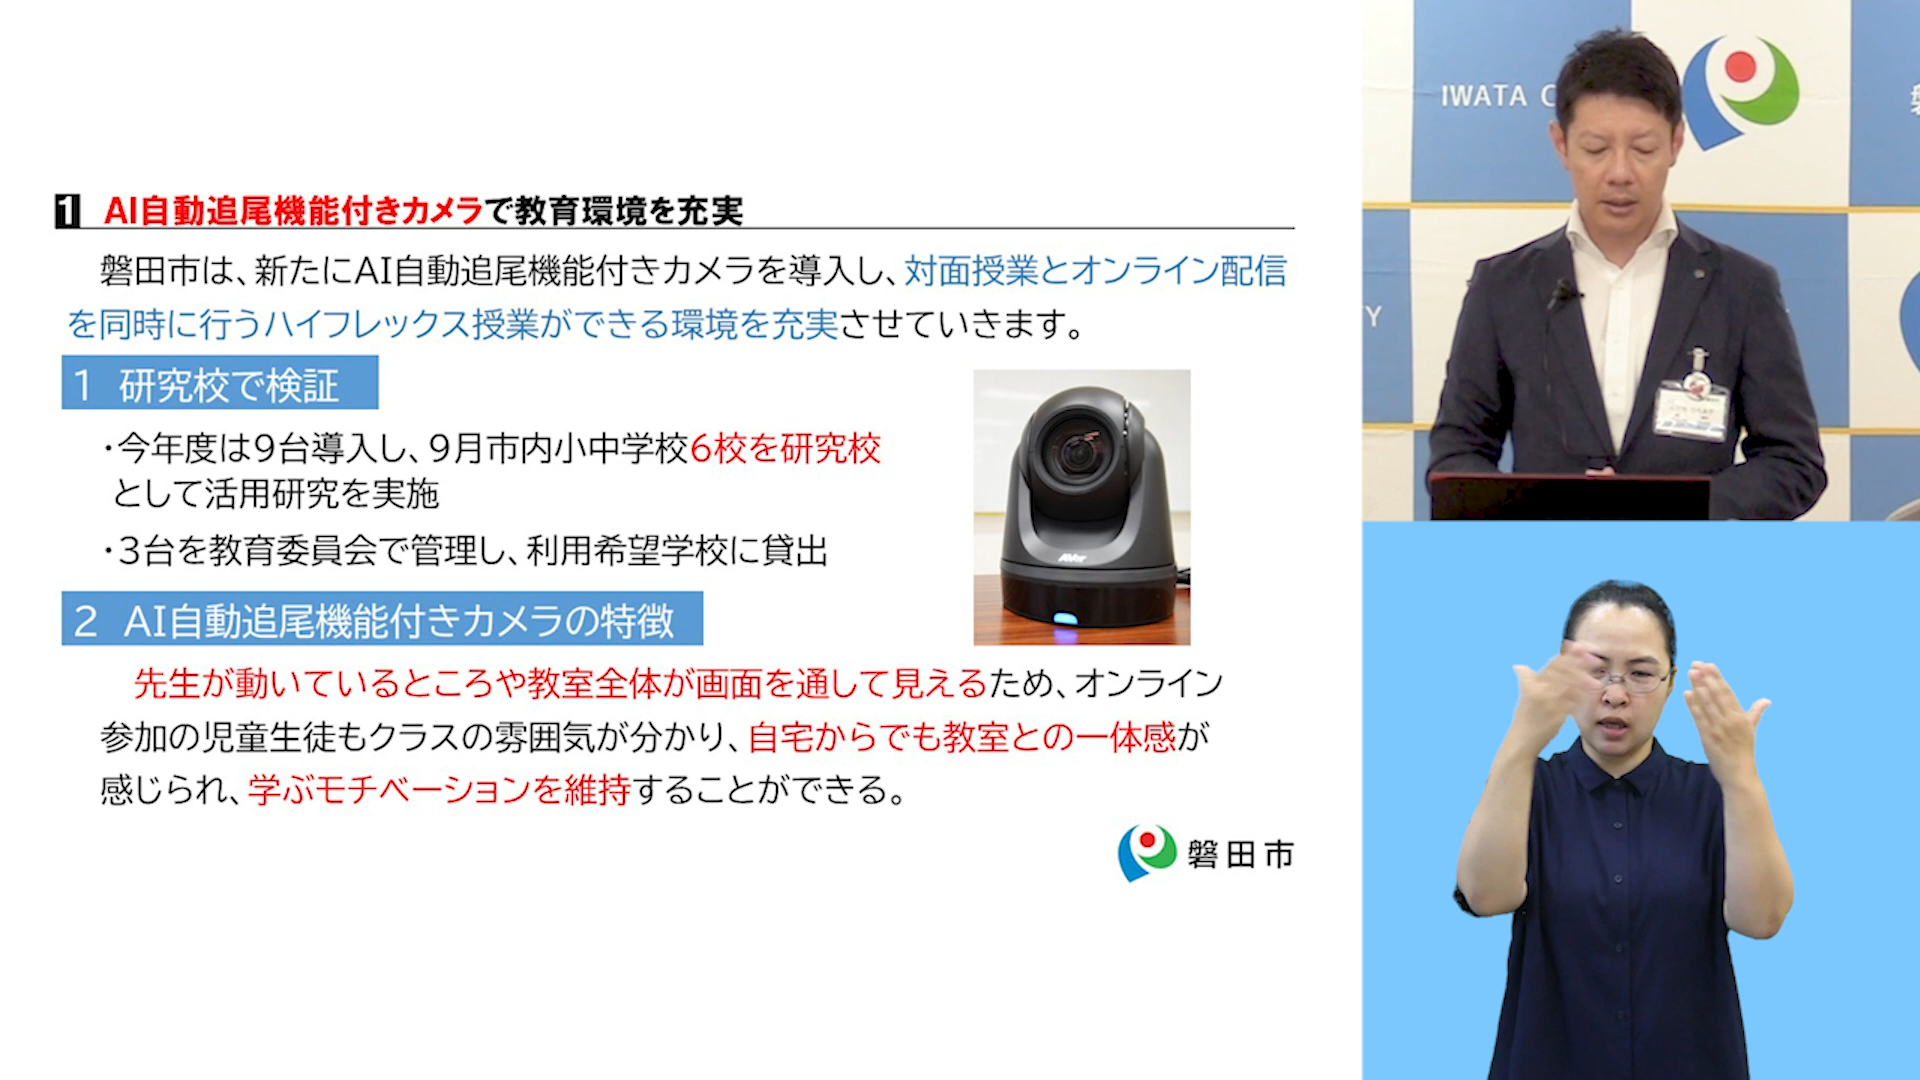 1 AI自動追尾機能付きカメラで教育環境を充実
磐田市は、新たにAI自動追尾機能付きカメラを導入し、対面授業とオンライン配信
を同時に行うハイフレックス授業ができる環境を充実させていきます。
1 研究校で検証
・今年度は9台導入し、9月市内小中学校6校を研究校
として活用研究を実施
・3台を教育委員会で管理し、利用希望学校に貸出
2 AI自動追尾機能付きカメラの特徴
先生が動いているところや教室全体が画面を通して見えるため、オンライン
参加の児童生徒もクラスの雰囲気が分かり、自宅からでも教室との一体感が
感じられ、学ぶモチベーションを維持することができる。
AVer
磐田市
IWATA C
TY